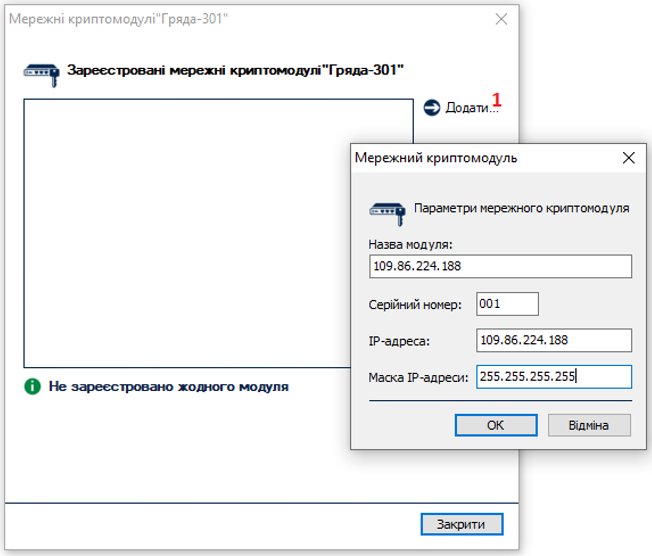 Мережні криптомодулі"Гряда-301"
Зареєстровані мережні криптомодулі"Гряда-301"
Додати...
1
Мережний криптомодуль
Параметри мережного криптомодуля
Назва модуля:
109.86.224.188
Серійний номер: 001
IP-адреса: 109.86.224.188
Маска IP-адреси: 255.255.255.255
OK Відміна
Не зареєстровано жодного модуля
Закрити